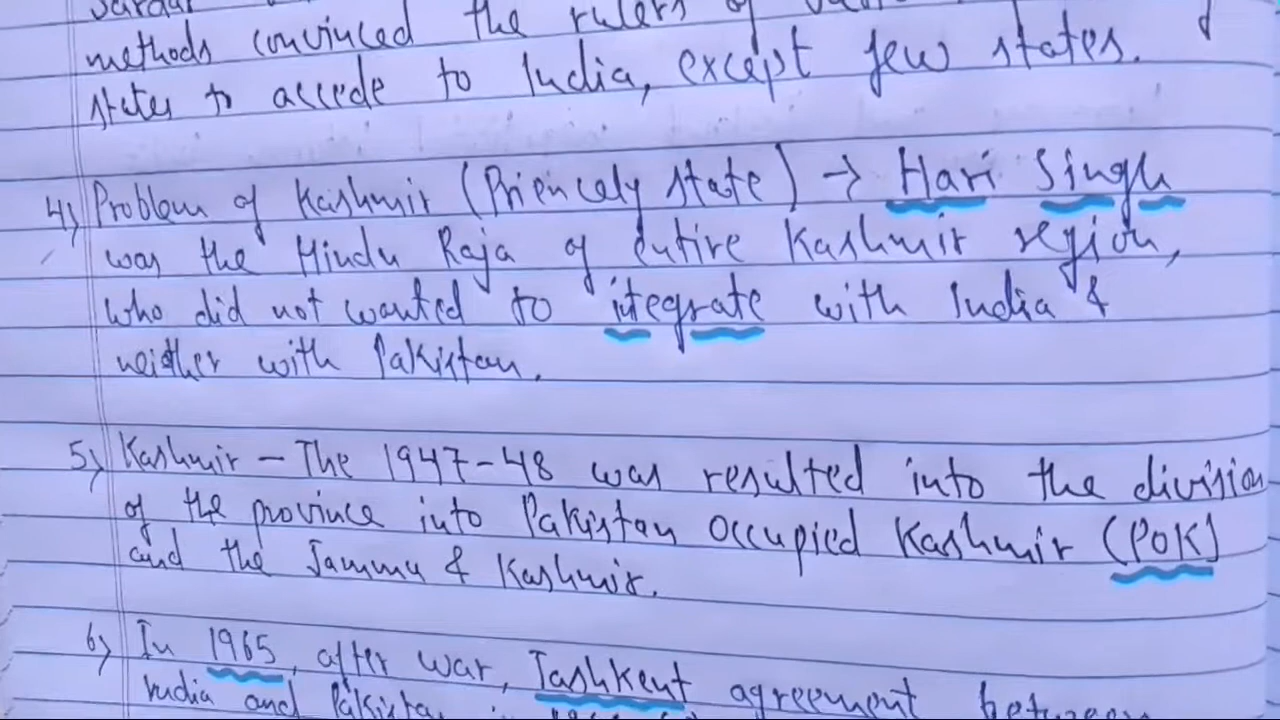 methods convinced the rulers of
states to accede to India, except few states.
4) Problem of Kashmir (Priencely state) → Hari Singh
was the Hindu Raja of entire Kashmir region,
who did not wanted to itegrate with India &
neither with Pakistan.
5) Kashmir - The 1947-48 was resulted into the division
of the province into Pakistan Occupied Kashmir (POK)
and the Jammu & Kashmir.
6) In 1965, after war, Tashkent agreement between
India and Pakistan